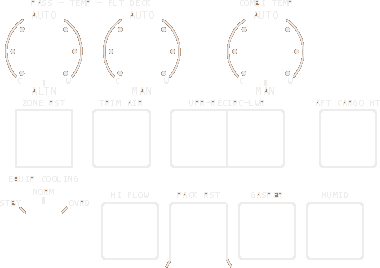 PASS - TEMP - FLT DECK
CONT TEMP
AUTO
AUTO
ALTN
MAN
MAN
ZONE RST
TRIM AIR
UPR-RECIRC-LWR
AFT CARGO HT
EQUIP COOLING
NORM
STBY
OVRD
HI FLOW
PACK RST
GASPER
HUMID